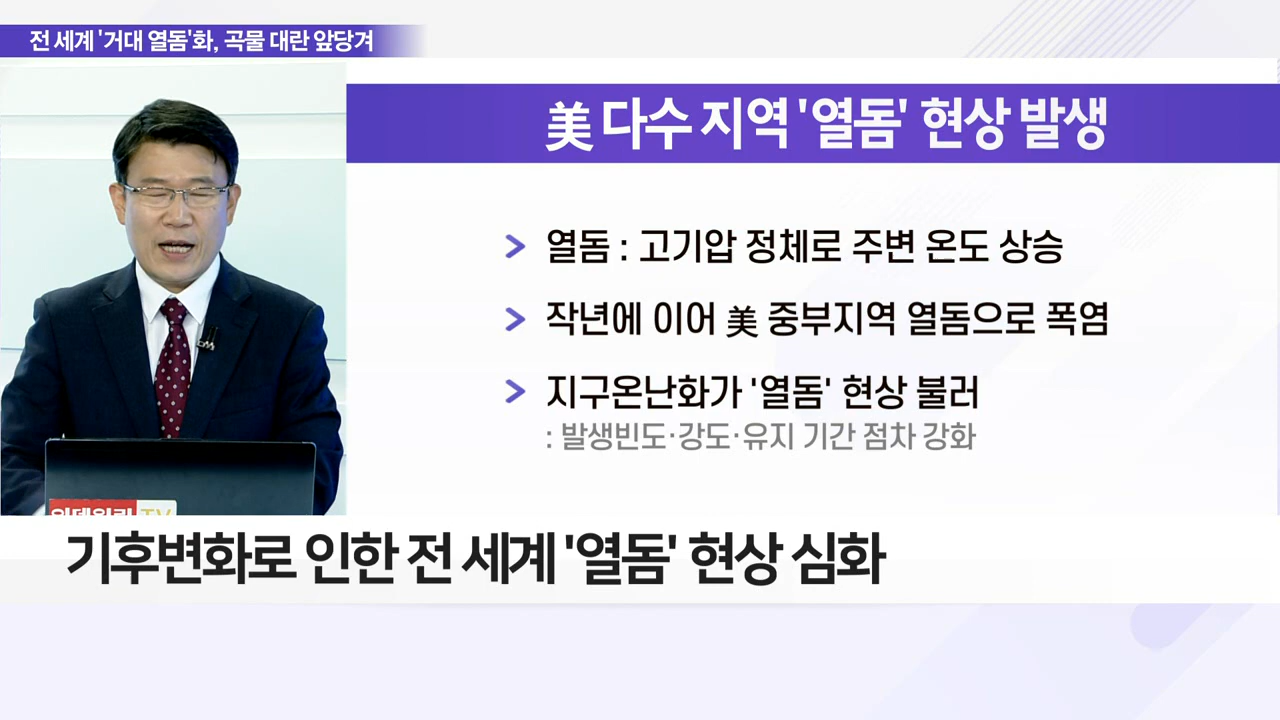 전 세계 '거대 열돔'화, 곡물 대란 앞당겨
美 다수 지역 '열돔' 현상 발생
> 열돔 : 고기압 정체로 주변 온도 상승
> 작년에 이어 美 중부지역 열돔으로 폭염
> 지구온난화가 '열돔' 현상 불러
: 발생빈도·강도·유지 기간 점차 강화
기후변화로 인한 전 세계 '열돔' 현상 심화